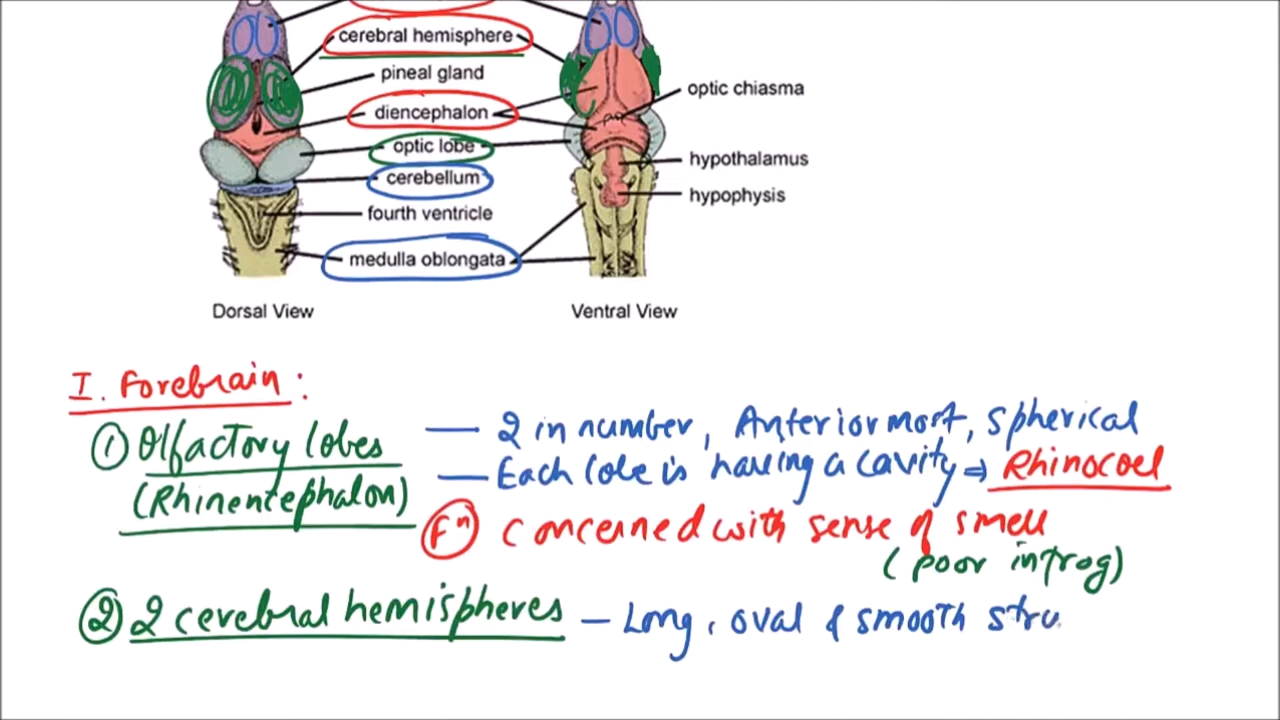 cerebral hemisphere
pineal gland
diencephalon
optic lobe
cerebellum
fourth ventricle
medulla oblongata
optic chiasma
hypothalamus
hypophysis
Dorsal View
Ventral View
I. Forebrain :
① Olfactory lobes — 2 in number, Anteriormost, Spherical
(Rhinencephalon) — Each lobe is having a cavity ⇒ Rhinocoel
Fⁿ Concerned with sense of smell
(poor in frog)
② 2 cerebral hemispheres — Long, oval & smooth stru